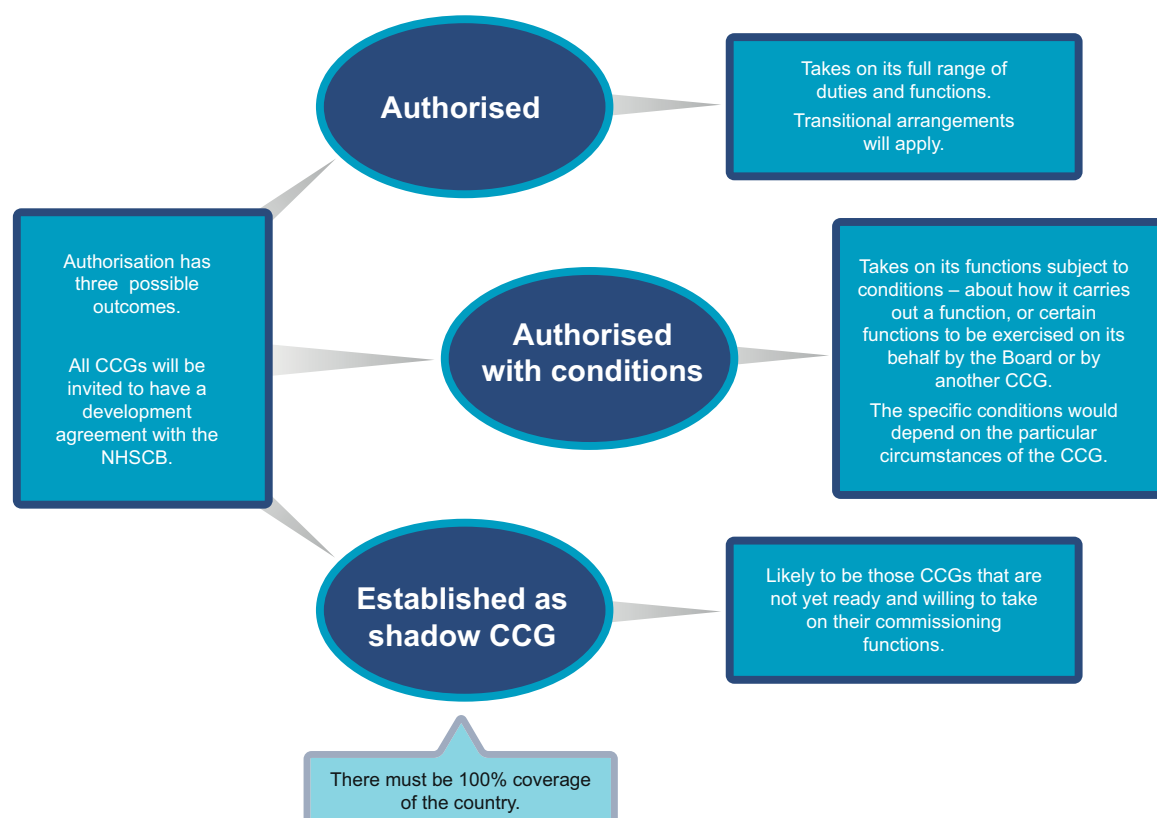 Authorisation has
three possible
outcomes.
All CCGs will be
invited to have a
development
agreement with the
NHSCB.
Authorised
Takes on its full range of
duties and functions.
Transitional arrangements
will apply.
Authorised
with conditions
Takes on its functions subject to
conditions – about how it carries
out a function, or certain
functions to be exercised on its
behalf by the Board or by
another CCG.
The specific conditions would
depend on the particular
circumstances of the CCG.
Established as
shadow CCG
Likely to be those CCGs that are
not yet ready and willing to take
on their commissioning
functions.
There must be 100% coverage
of the country.